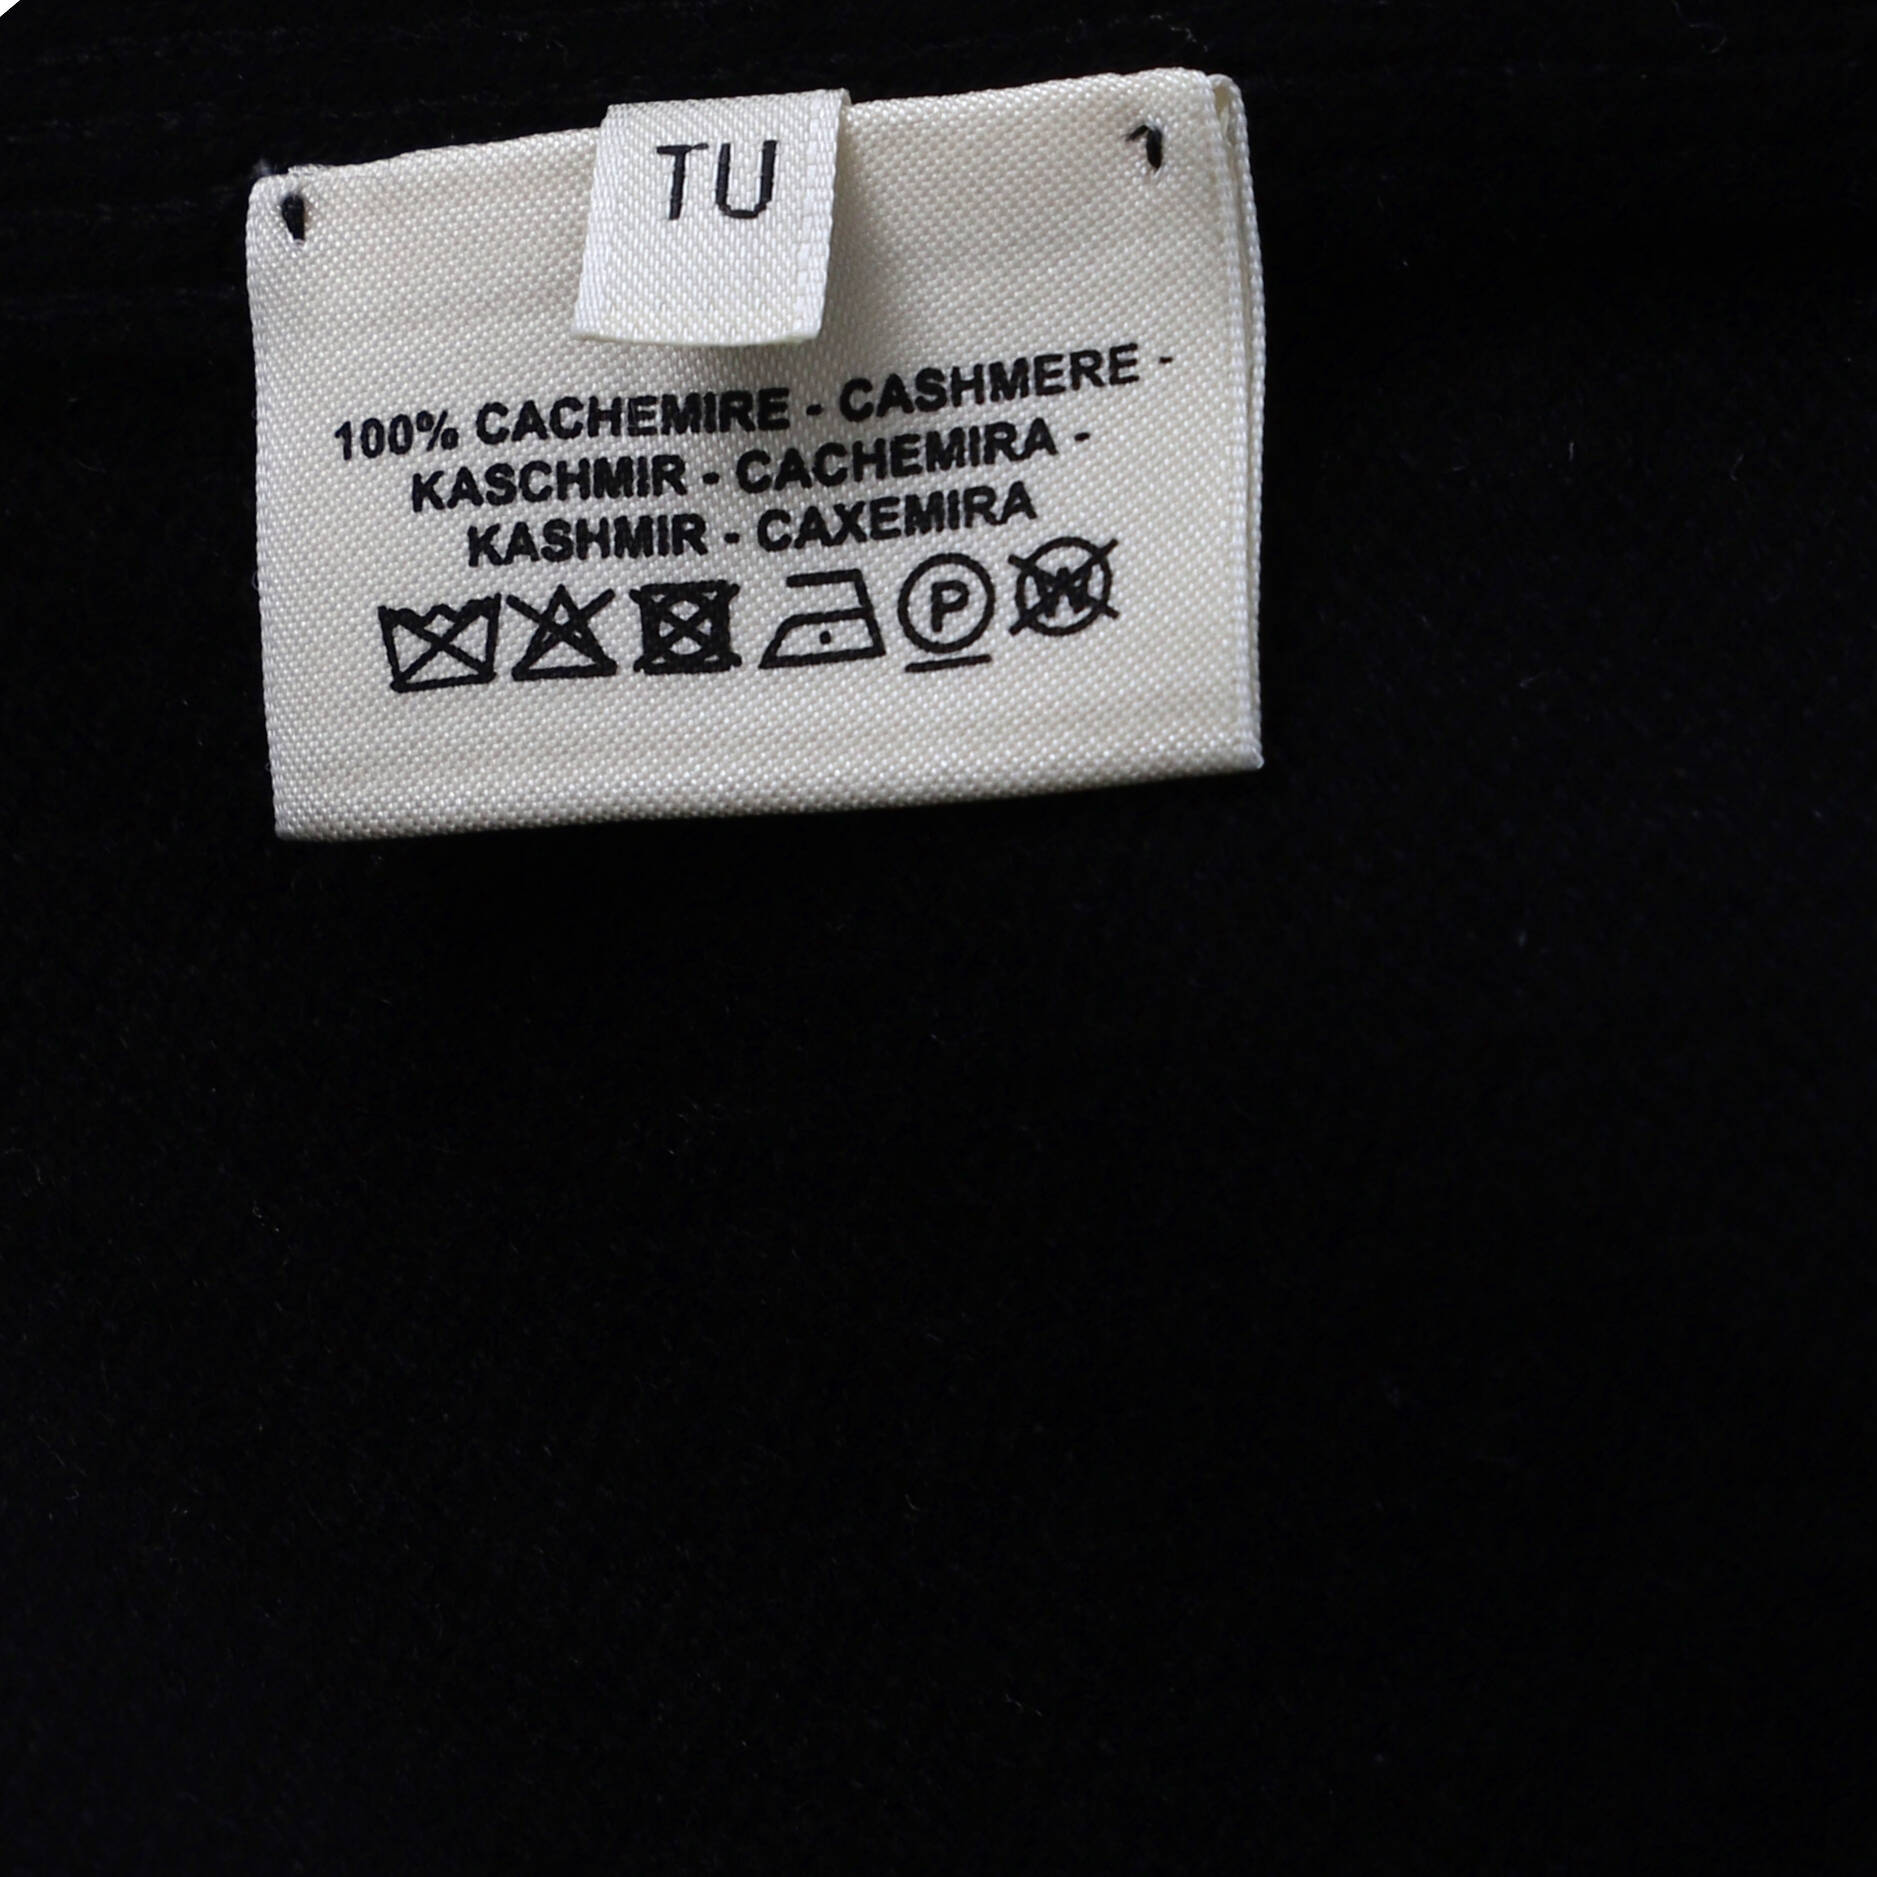 TU
100% CACHEMIRE - CASHMERE -
KASCHMIR - CACHEMIRA -
KASHMIR - CAXEMIRA
P W